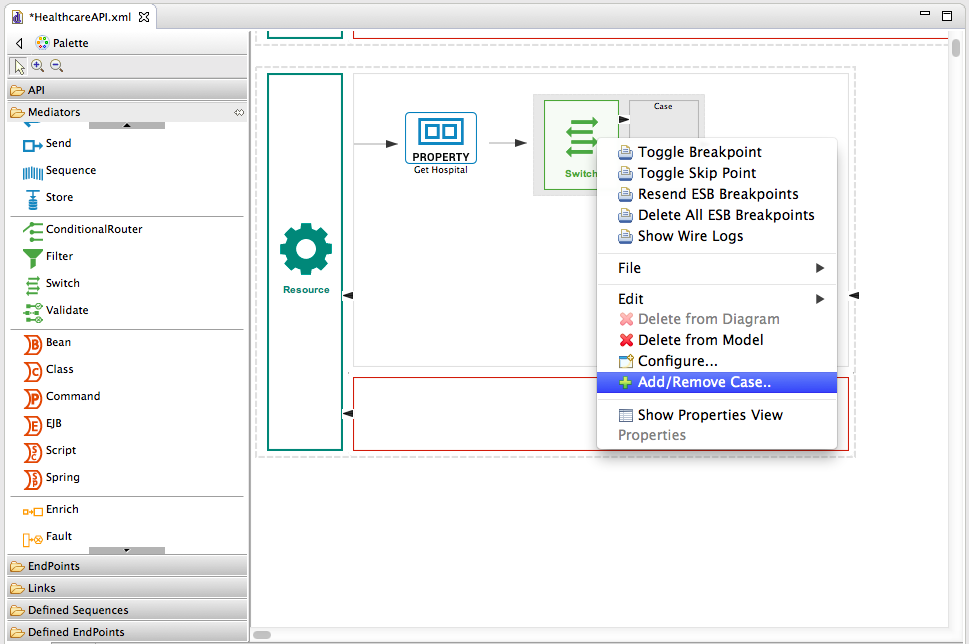 *HealthcareAPI.xml
Palette
API
Mediators
Send
Sequence
Store
ConditionalRouter
Filter
Switch
Validate
Bean
Class
Command
EJB
Script
Spring
Enrich
Fault
EndPoints
Links
Defined Sequences
Defined EndPoints
Resource
PROPERTY
Get Hospital
Switch
Case
Toggle Breakpoint
Toggle Skip Point
Resend ESB Breakpoints
Delete All ESB Breakpoints
Show Wire Logs
File
Edit
Delete from Diagram
Delete from Model
Configure...
Add/Remove Case..
Show Properties View
Properties